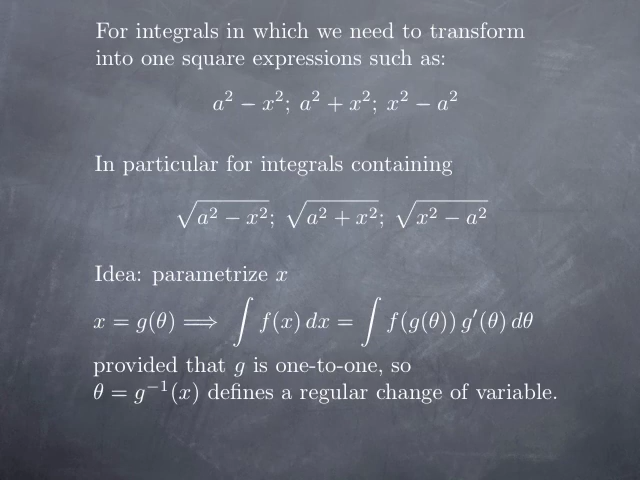 For integrals in which we need to transform
into one square expressions such as:
a² − x²; a² + x²; x² − a²
In particular for integrals containing
√(a² − x²); √(a² + x²); √(x² − a²)
Idea: parametrize x
x = g(θ) ⟹ ∫ f(x) dx = ∫ f(g(θ)) g′(θ) dθ
provided that g is one-to-one, so
θ = g⁻¹(x) defines a regular change of variable.